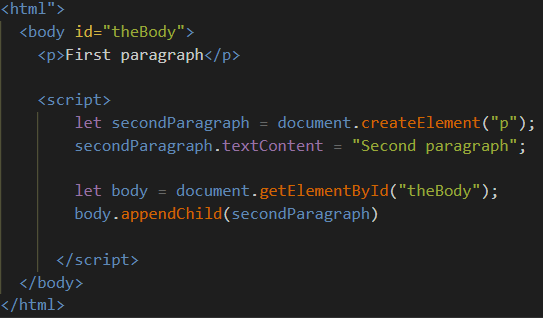 <html">
<body id="theBody">
<p>First paragraph</p>
<script>
let secondParagraph = document.createElement("p");
secondParagraph.textContent = "Second paragraph";
let body = document.getElementById("theBody");
body.appendChild(secondParagraph)
</script>
</body>
</html>